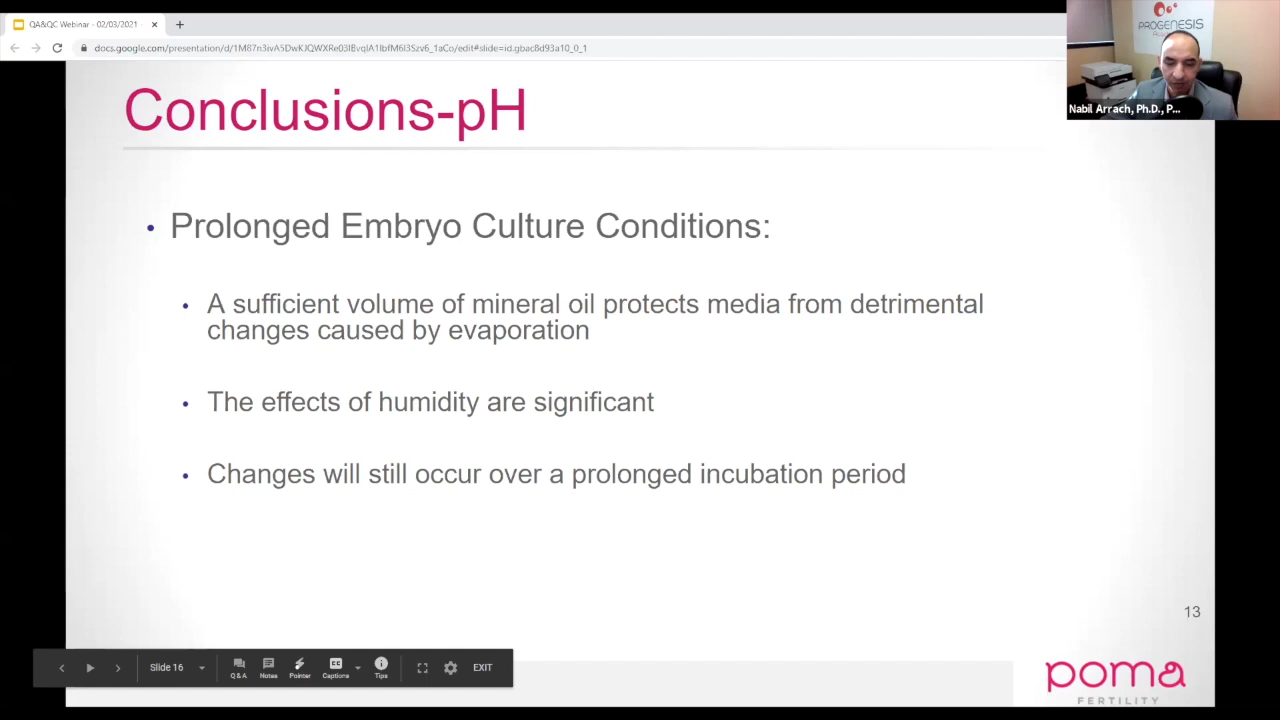 QA&QC Webinar - 02/03/2021 -
PROGENESIS
Nabil Arrach, Ph.D., P...
Conclusions-pH
• Prolonged Embryo Culture Conditions:
• A sufficient volume of mineral oil protects media from detrimental
changes caused by evaporation
• The effects of humidity are significant
• Changes will still occur over a prolonged incubation period
13
Slide 16
Q&A
Notes
Pointer
Captions
Tips
EXIT
poma
FERTILITY